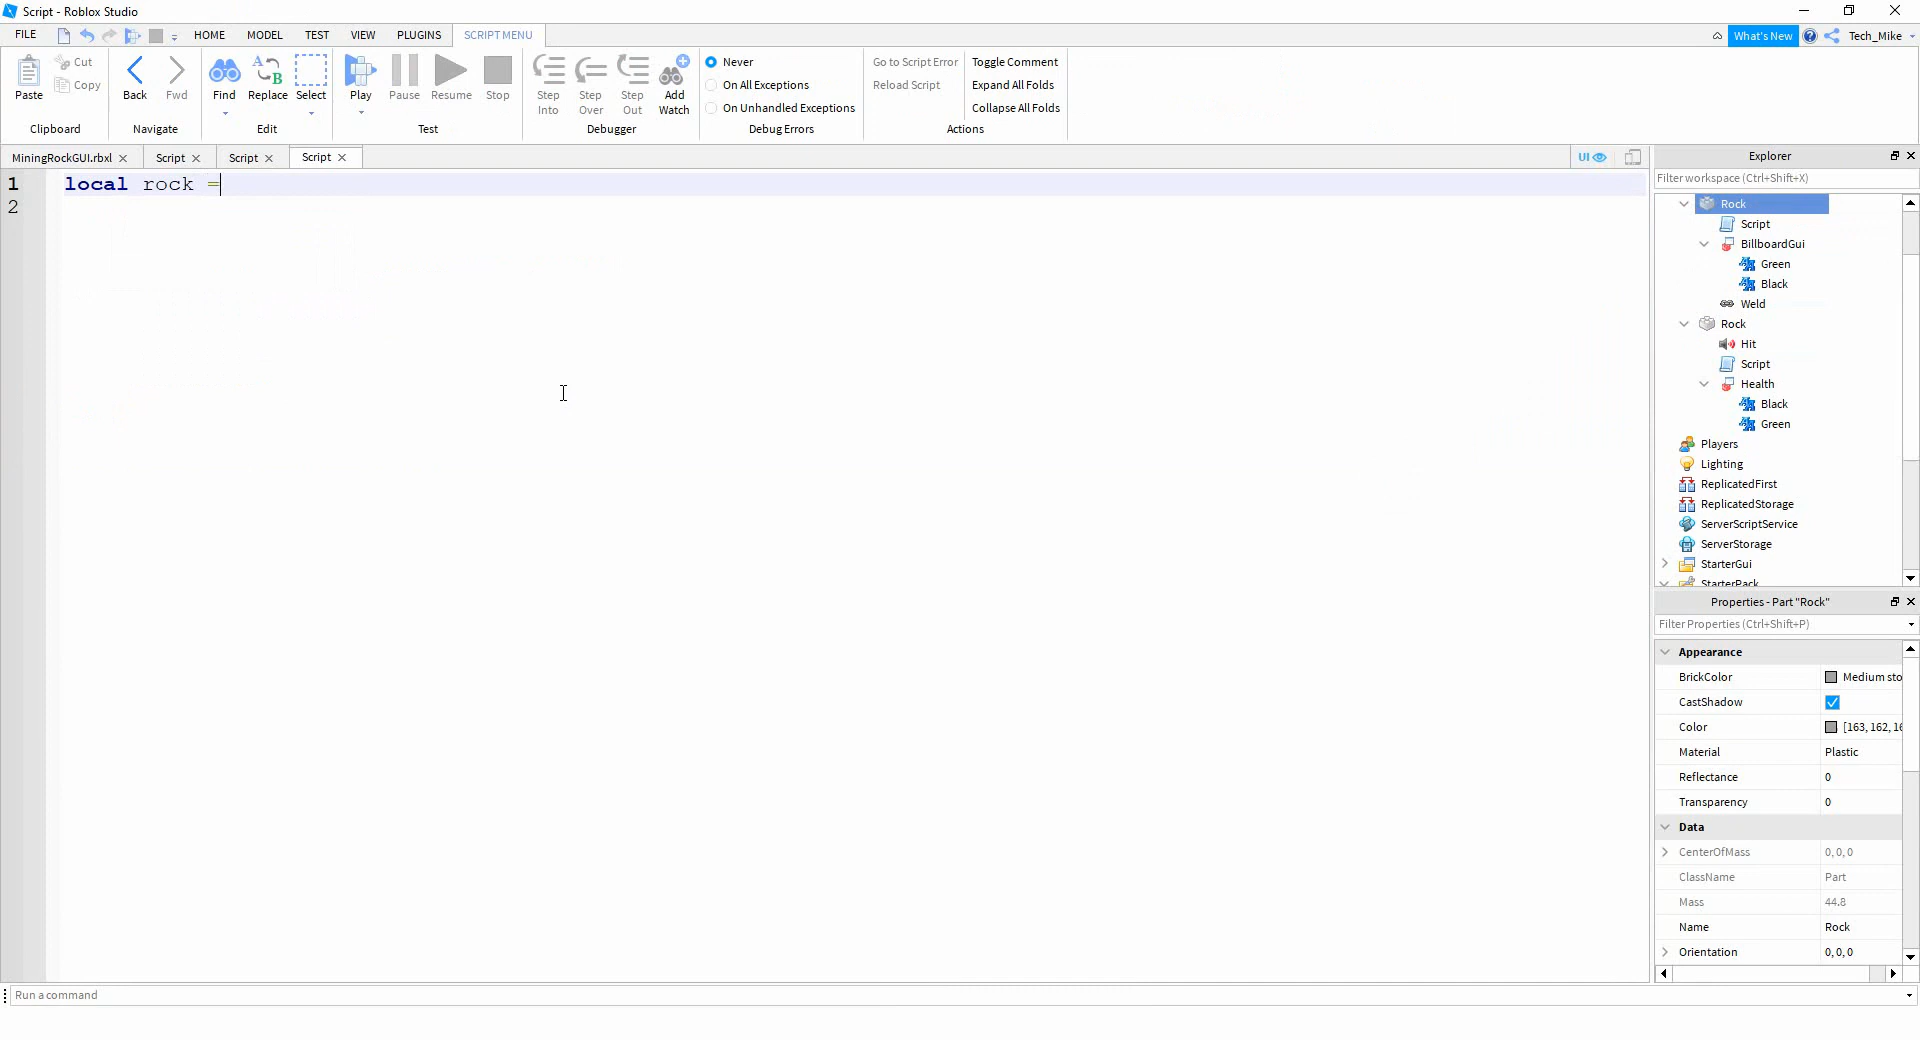 Script - Roblox Studio
FILE HOME MODEL TEST VIEW PLUGINS SCRIPT MENU What's New Tech_Mike
Paste Cut Copy Clipboard
Back Fwd Navigate
Find Replace Select Edit
Play Pause Resume Stop Test
Step Into Step Over Step Out Add Watch Debugger
Never
On All Exceptions
On Unhandled Exceptions
Debug Errors
Go to Script Error
Reload Script
Toggle Comment
Expand All Folds
Collapse All Folds
Actions
MiningRockGUI.rbxl Script Script Script UI
1 local rock =
2
Explorer
Filter workspace (Ctrl+Shift+X)
Rock
Script
BillboardGui
Green
Black
Weld
Rock
Hit
Script
Health
Black
Green
Players
Lighting
ReplicatedFirst
ReplicatedStorage
ServerScriptService
ServerStorage
StarterGui
StarterPack
Properties - Part "Rock"
Filter Properties (Ctrl+Shift+P)
Appearance
BrickColor Medium sto
CastShadow
Color [163, 162, 16
Material Plastic
Reflectance 0
Transparency 0
Data
CenterOfMass 0, 0, 0
ClassName Part
Mass 44.8
Name Rock
Orientation 0, 0, 0
Run a command